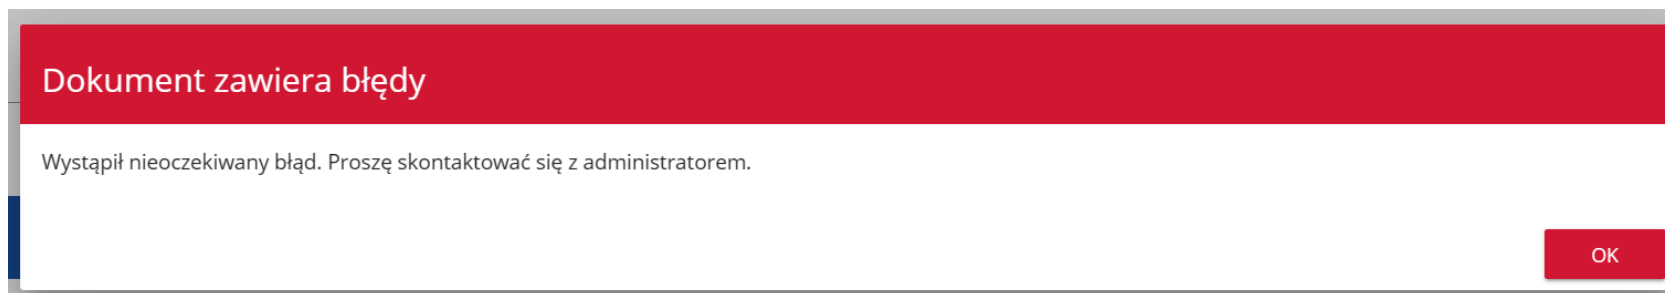 Dokument zawiera błędy
Wystąpił nieoczekiwany błąd. Proszę skontaktować się z administratorem.
OK